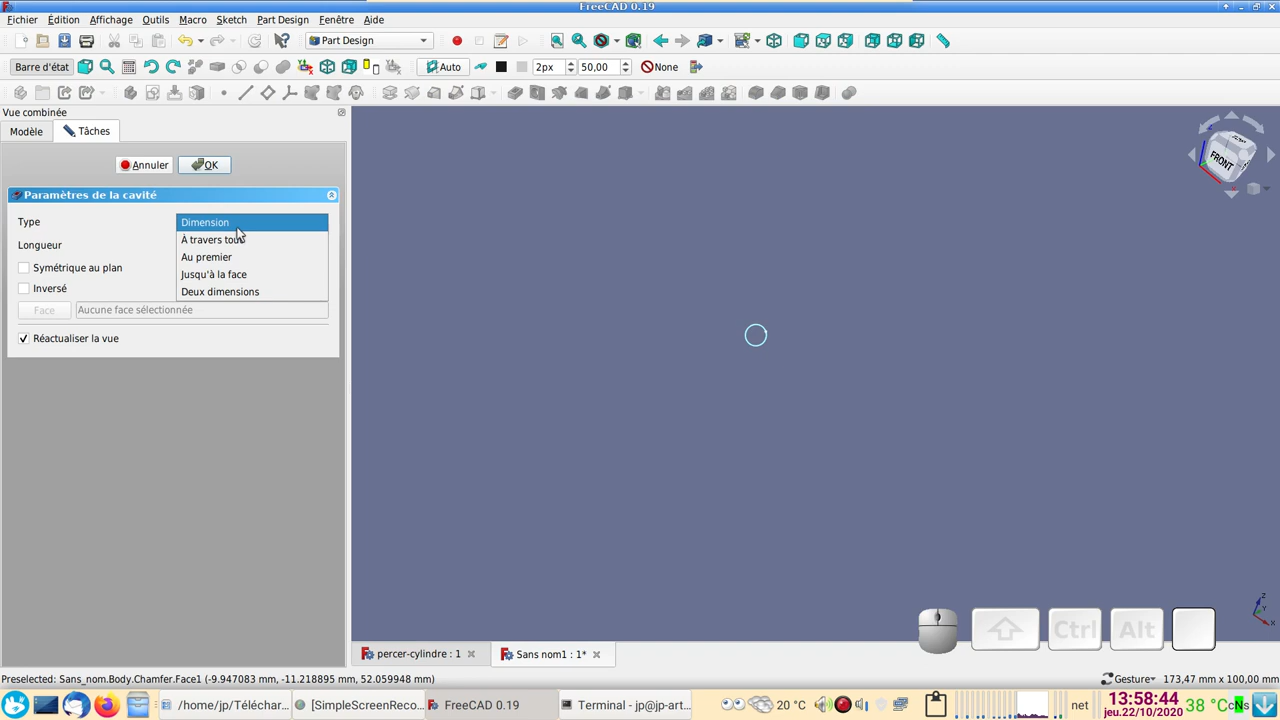 FreeCAD 0.19
Fichier Édition Affichage Outils Macro Sketch Part Design Fenêtre Aide
Part Design
Barre d'état Auto 2px 50,00 None
Vue combinée
Modèle Tâches
Annuler OK
Paramètres de la cavité
Type Dimension
À travers tout
Longueur
Au premier
Symétrique au plan
Jusqu'à la face
Inversé
Deux dimensions
Face Aucune face sélectionnée
Réactualiser la vue
FRONT
Ctrl Alt
percer-cylindre : 1 Sans nom1 : 1*
Preselected: Sans_nom.Body.Chamfer.Face1 (-9.947083 mm, -11.218895 mm, 52.059948 mm) Gesture 173,47 mm x 100,00 mm
/home/jp/Téléchar... [SimpleScreenReco... FreeCAD 0.19 Terminal - jp@jp-art... 20 °C net 13:58:44 jeu.22/10/2020 38 °C